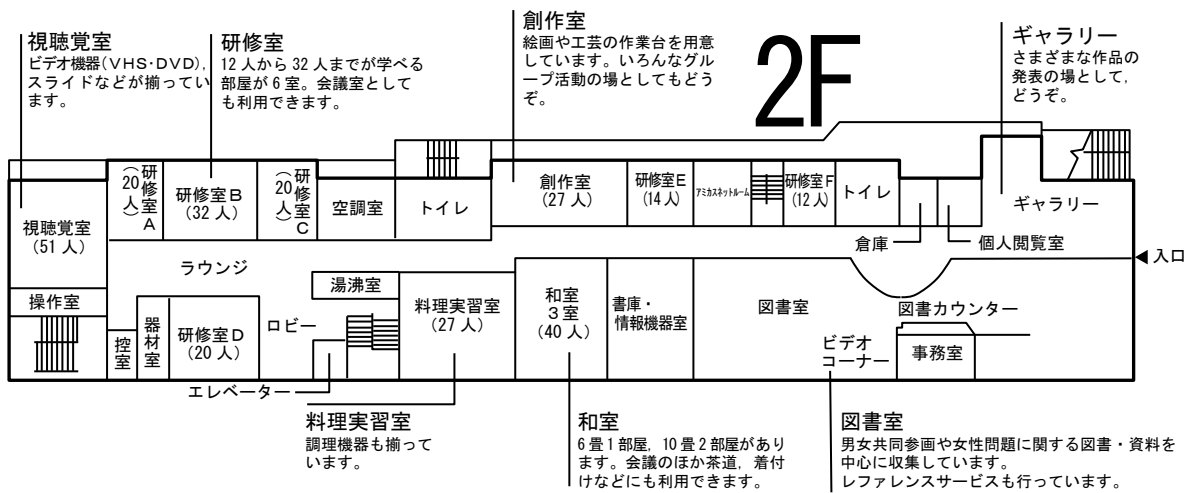 視聴覚室
ビデオ機器(VHS・DVD),
スライドなどが揃ってい
ます。
研修室
12人から32人までが学べる
部屋が6室。会議室として
も利用できます。
創作室
絵画や工芸の作業台を用意
しています。いろんなグル
ープ活動の場としてもどう
ぞ。
2F
ギャラリー
さまざまな作品の
発表の場として,
どうぞ。
視聴覚室
(51人)
研修室A
(20人)
研修室B
(32人)
研修室C
(20人)
空調室
トイレ
創作室
(27人)
研修室E
(14人)
アミカスネットルーム
研修室F
(12人)
トイレ
倉庫
個人閲覧室
ギャラリー
入口
ラウンジ
操作室
控室
器材室
研修室D
(20人)
ロビー
湯沸室
エレベーター
料理実習室
(27人)
和室
3室
(40人)
書庫・
情報機器室
図書室
図書カウンター
ビデオ
コーナー
事務室
料理実習室
調理機器も揃って
います。
和室
6畳1部屋,10畳2部屋があり
ます。会議のほか茶道,着付
けなどにも利用できます。
図書室
男女共同参画や女性問題に関する図書・資料を
中心に収集しています。
レファレンスサービスも行っています。